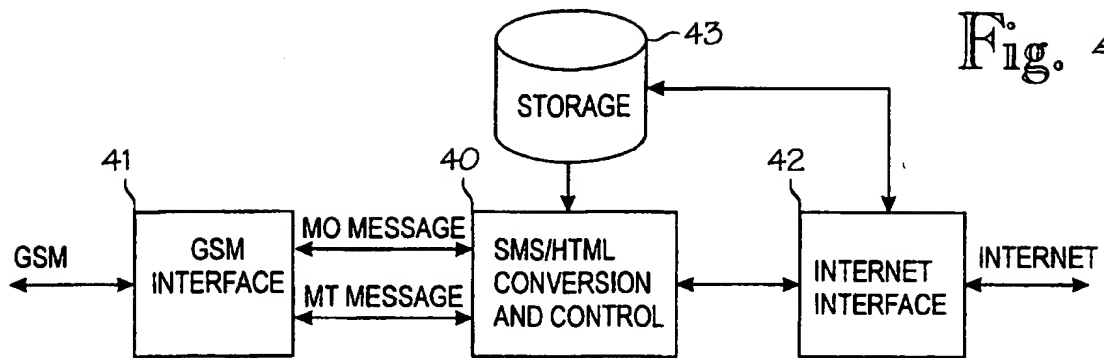 43
Fig. 4
STORAGE
41
40
42
GSM
GSM
INTERFACE
MO MESSAGE
MT MESSAGE
SMS/HTML
CONVERSION
AND CONTROL
INTERNET
INTERFACE
INTERNET